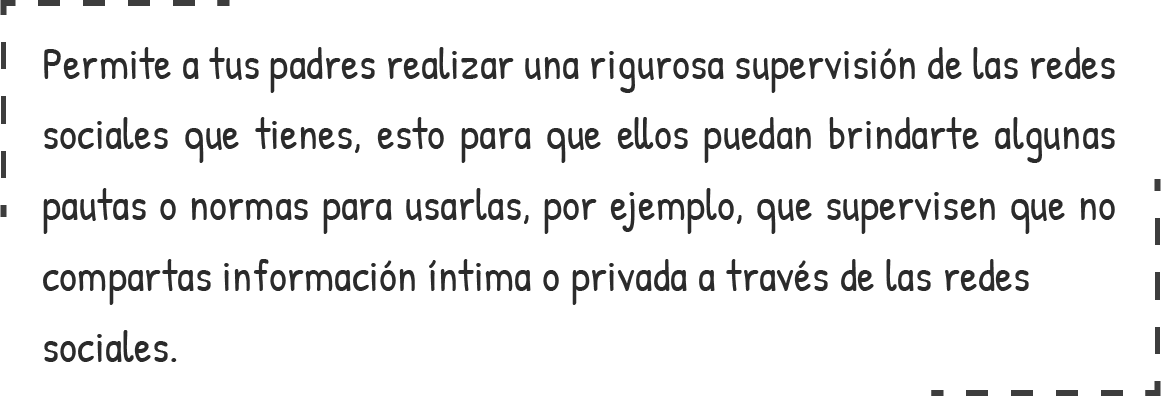 Permite a tus padres realizar una rigurosa supervisión de las redes
sociales que tienes, esto para que ellos puedan brindarte algunas
pautas o normas para usarlas, por ejemplo, que supervisen que no
compartas información íntima o privada a través de las redes
sociales.